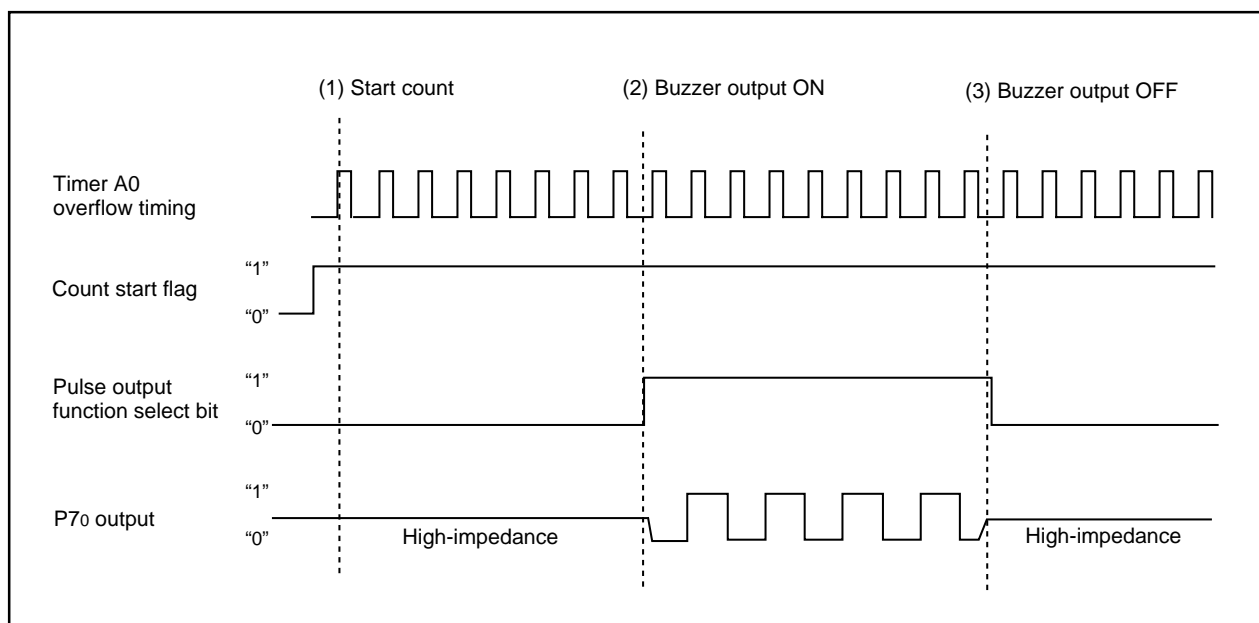 (1) Start count
(2) Buzzer output ON
(3) Buzzer output OFF
Timer A0
overflow timing
“1”
Count start flag
“0”
“1”
Pulse output
function select bit
“0”
“1”
P70 output
“0”
High-impedance
High-impedance